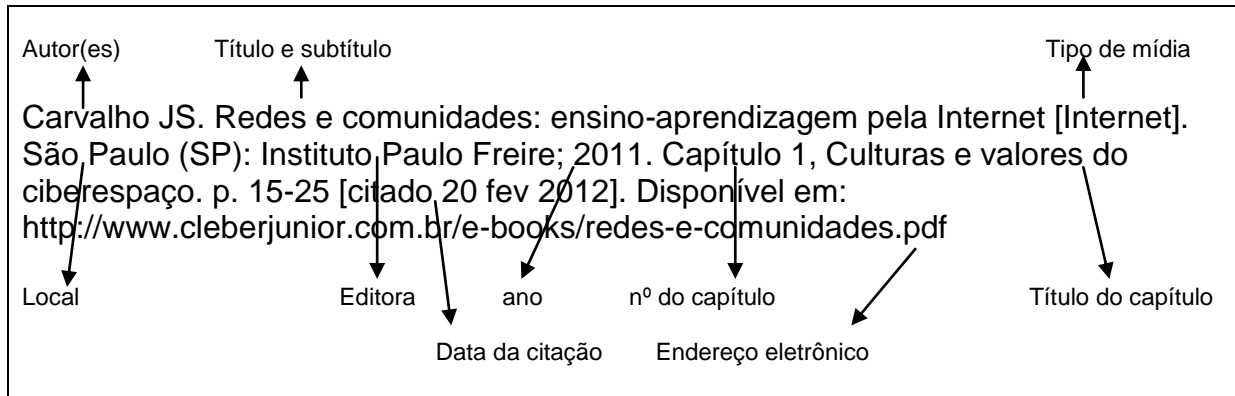 Autor(es) Título e subtítulo Tipo de mídia
Carvalho JS. Redes e comunidades: ensino-aprendizagem pela Internet [Internet].
São Paulo (SP): Instituto Paulo Freire; 2011. Capítulo 1, Culturas e valores do
ciberespaço. p. 15-25 [citado 20 fev 2012]. Disponível em:
http://www.cleberjunior.com.br/e-books/redes-e-comunidades.pdf
Local Editora ano nº do capítulo Título do capítulo
Data da citação Endereço eletrônico